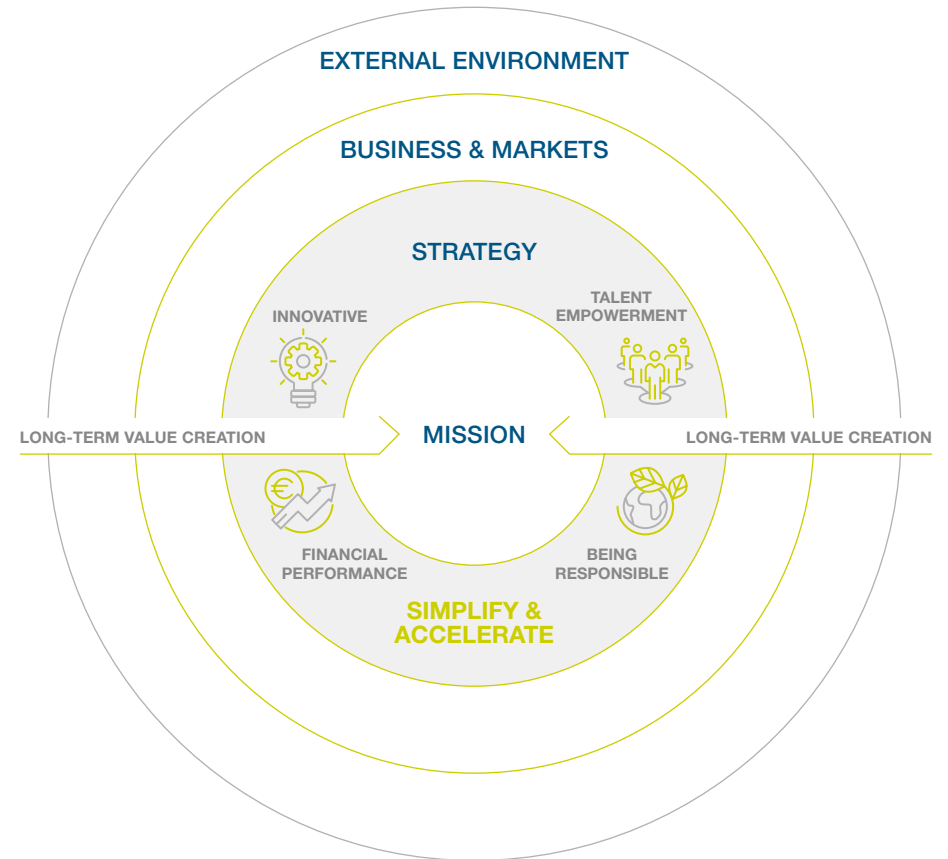 EXTERNAL ENVIRONMENT
BUSINESS & MARKETS
STRATEGY
INNOVATIVE
TALENT
EMPOWERMENT
LONG-TERM VALUE CREATION
MISSION
LONG-TERM VALUE CREATION
€
FINANCIAL
PERFORMANCE
BEING
RESPONSIBLE
SIMPLIFY &
ACCELERATE